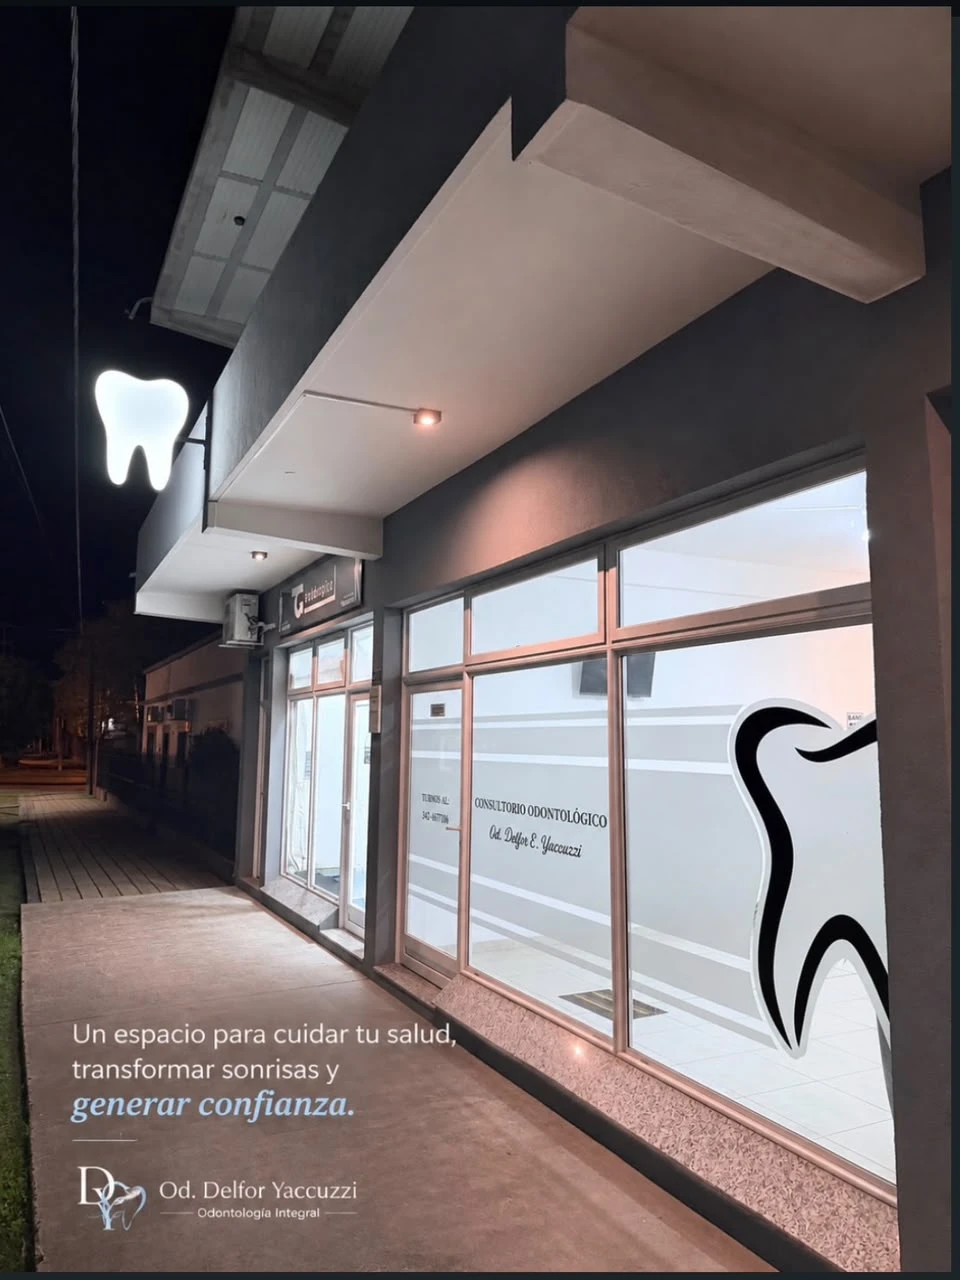 TURNOS AL:
CONSULTORIO ODONTOLÓGICO
Od. Delfor E. Yaccuzzi
Un espacio para cuidar tu salud,
transformar sonrisas y
generar confianza.
Od. Delfor Yaccuzzi
Odontología Integral